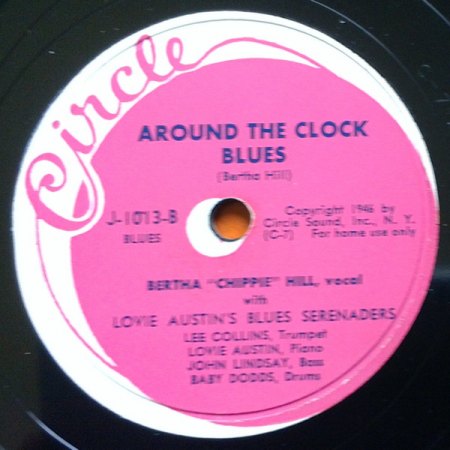 Circle
AROUND THE CLOCK
BLUES
(Bertha Hill)
J-1013-B
BLUES
Copyright 1946 by
Circle Sound, Inc., N. Y.
(C-7) For home use only
BERTHA "CHIPPIE" HILL, vocal
with
LOVIE AUSTIN'S BLUES SERENADERS
LEE COLLINS, Trumpet
LOVIE AUSTIN, Piano
JOHN LINDSAY, Bass
BABY DODDS, Drums